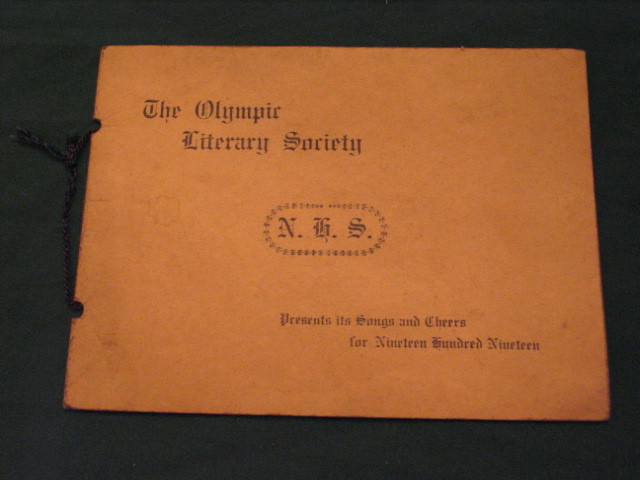 The Olympic
Literary Society
N. H. S.
Presents its Songs and Cheers
for Nineteen Hundred Nineteen